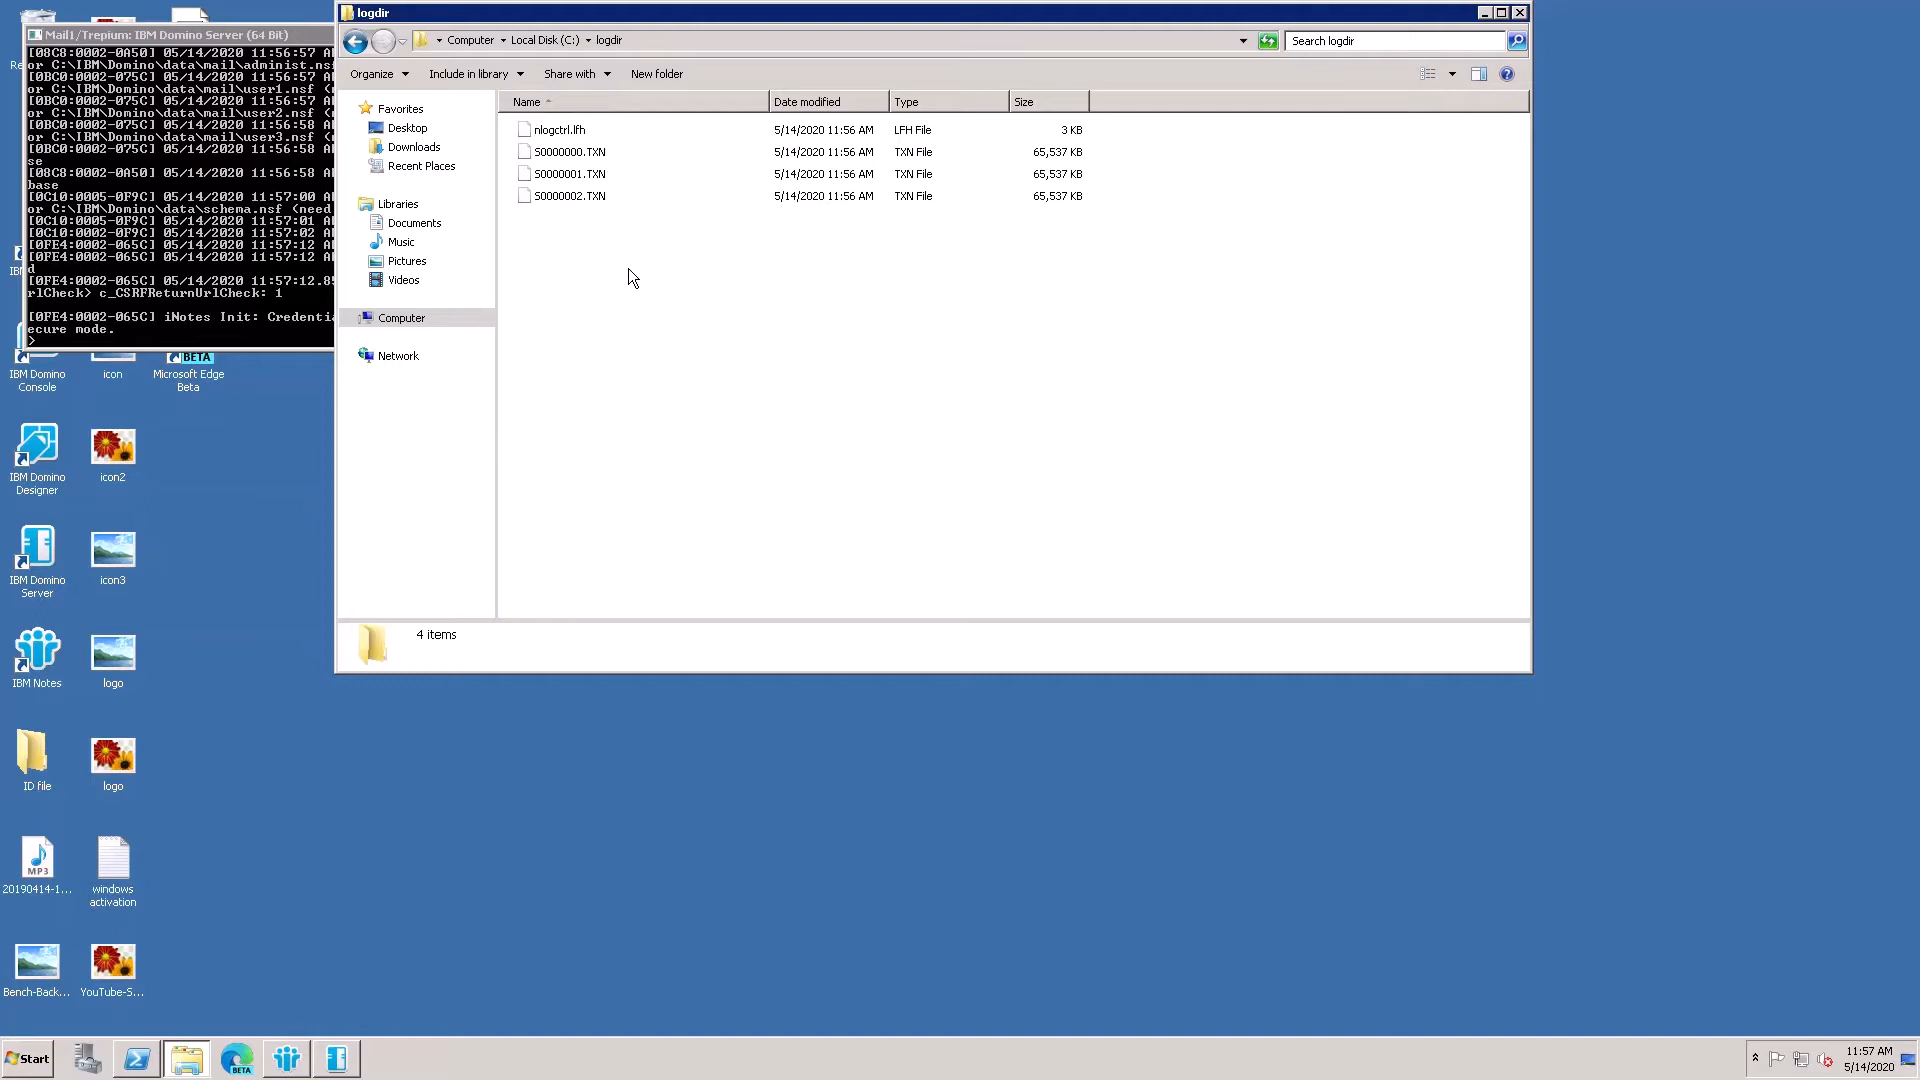 Mail1/Trepium: IBM Domino Server (64 Bit)
[08C8:0002-0A50] 05/14/2020 11:56:57
or C:\IBM\Domino\data\mail\administ.nsf
[0BC0:0002-075C] 05/14/2020 11:56:57
or C:\IBM\Domino\data\mail\user1.nsf
[0BC0:0002-075C] 05/14/2020 11:56:57
or C:\IBM\Domino\data\mail\user2.nsf
[0BC0:0002-075C] 05/14/2020 11:56:58
or C:\IBM\Domino\data\mail\user3.nsf
[0BC0:0002-075C] 05/14/2020 11:56:58
se
[08C8:0002-0A50] 05/14/2020 11:56:58
base
[0C10:0005-0F9C] 05/14/2020 11:57:00
or C:\IBM\Domino\data\schema.nsf (need
[0C10:0005-0F9C] 05/14/2020 11:57:01
[0C10:0002-0F9C] 05/14/2020 11:57:02
[0FE4:0002-065C] 05/14/2020 11:57:12
[0FE4:0002-065C] 05/14/2020 11:57:12
d
[0FE4:0002-065C] 05/14/2020 11:57:12.85
rlCheck> c_CSRFReturnUrlCheck: 1
[0FE4:0002-065C] iNotes Init: Credentia
ecure mode.
>
logdir
Computer Local Disk (C:) logdir
Search logdir
Organize Include in library Share with New folder
Favorites
Desktop
Downloads
Recent Places
Libraries
Documents
Music
Pictures
Videos
Computer
Network
Name Date modified Type Size
nlogctrl.lfh 5/14/2020 11:56 AM LFH File 3 KB
S0000000.TXN 5/14/2020 11:56 AM TXN File 65,537 KB
S0000001.TXN 5/14/2020 11:56 AM TXN File 65,537 KB
S0000002.TXN 5/14/2020 11:56 AM TXN File 65,537 KB
4 items
IBM Domino
Console
icon
BETA
Microsoft Edge
Beta
IBM Domino
Designer
icon2
IBM Domino
Server
icon3
IBM Notes
logo
ID file
logo
MP3
20190414-1...
windows
activation
Bench-Back...
YouTube-S...
Start
BETA
11:57 AM
5/14/2020